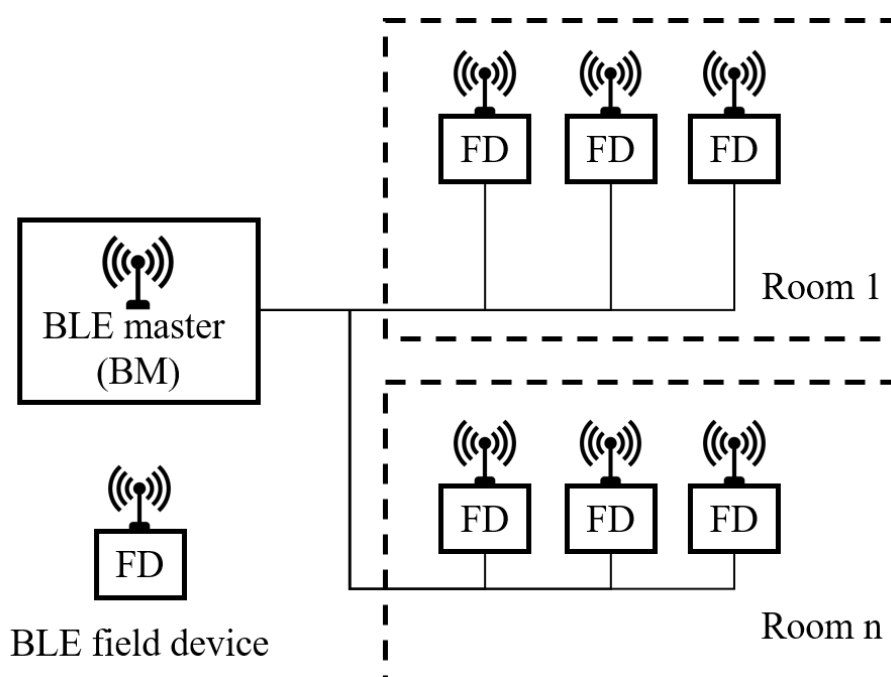 FD
FD
FD
Room 1
BLE master
(BM)
FD
FD
FD
FD
BLE field device
Room n